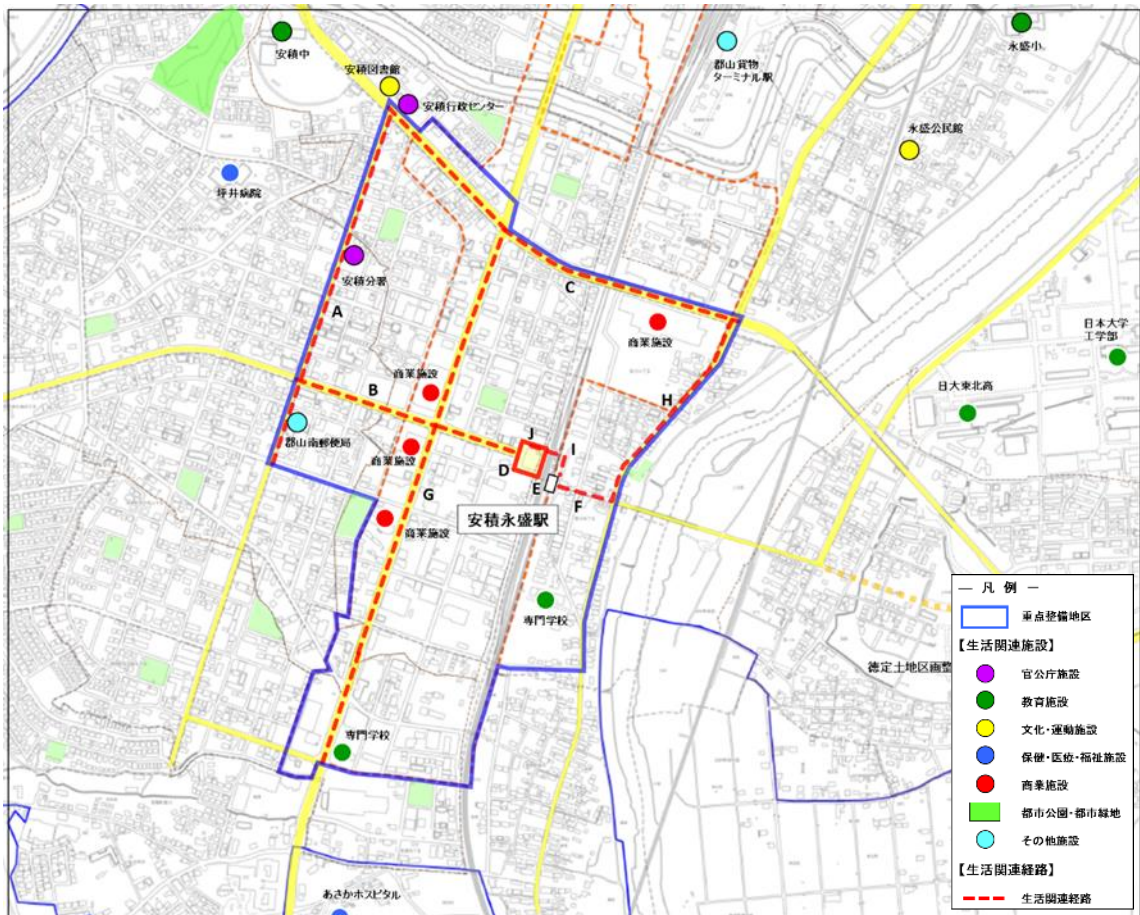 安積中
永盛小
安積図書館
郡山貨物
ターミナル駅
安積行政センター
永盛公民館
坪井病院
安積分署
A
C
商業施設
日本大学
工学部
商業施設
B
H
日大東北高
郡山南郵便局
J
商業施設
I
D
E
G
F
安積永盛駅
商業施設
専門学校
徳定土地区画整
専門学校
あさかホスピタル
― 凡 例 ―
重点整備地区
【生活関連施設】
官公庁施設
教育施設
文化・運動施設
保健・医療・福祉施設
商業施設
都市公園・都市緑地
その他施設
【生活関連経路】
生活関連経路